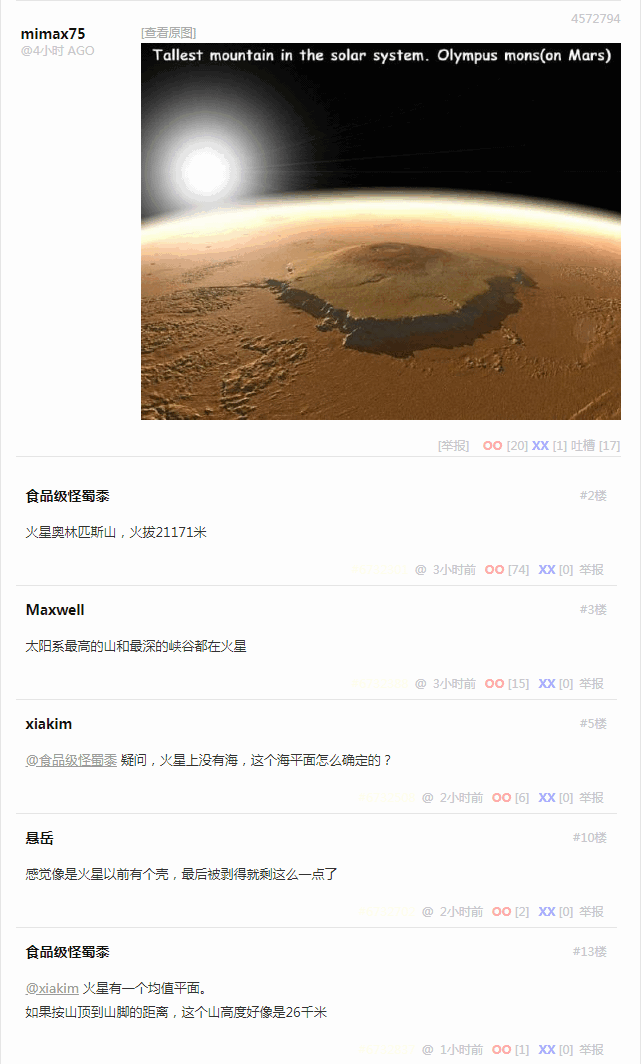 4572794
mimax75
[查看原图]
@4小时 AGO
Tallest mountain in the solar system. Olympus mons(on Mars)
[举报] OO [20] XX [1] 吐槽 [17]
食品级怪蜀黍 #2楼
火星奥林匹斯山，火拔21171米
@ 3小时前 OO [74] XX [0] 举报
Maxwell #3楼
太阳系最高的山和最深的峡谷都在火星
@ 3小时前 OO [15] XX [0] 举报
xiakim #5楼
@食品级怪蜀黍 疑问，火星上没有海，这个海平面怎么确定的？
@ 2小时前 OO [6] XX [0] 举报
悬岳 #10楼
感觉像是火星以前有个壳，最后被剥得就剩这么一点了
@ 2小时前 OO [2] XX [0] 举报
食品级怪蜀黍 #13楼
@xiakim 火星有一个均值平面。
如果按山顶到山脚的距离，这个山高度好像是26千米
@ 1小时前 OO [1] XX [0] 举报